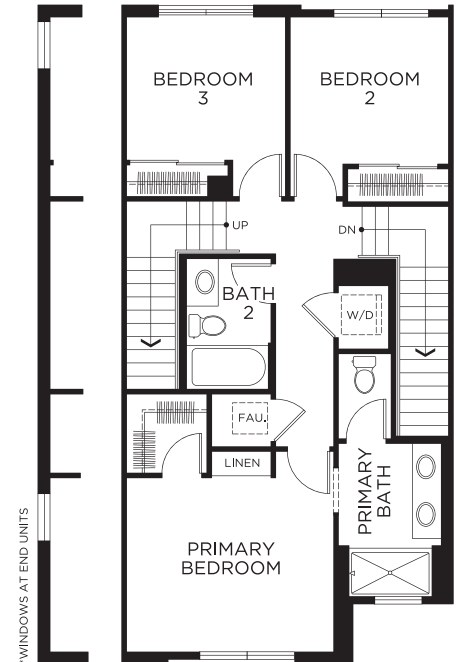 BEDROOM
3
BEDROOM
2
UP
DN
BATH
2
W/D
FAU.
LINEN
PRIMARY
BATH
PRIMARY
BEDROOM
*WINDOWS AT END UNITS